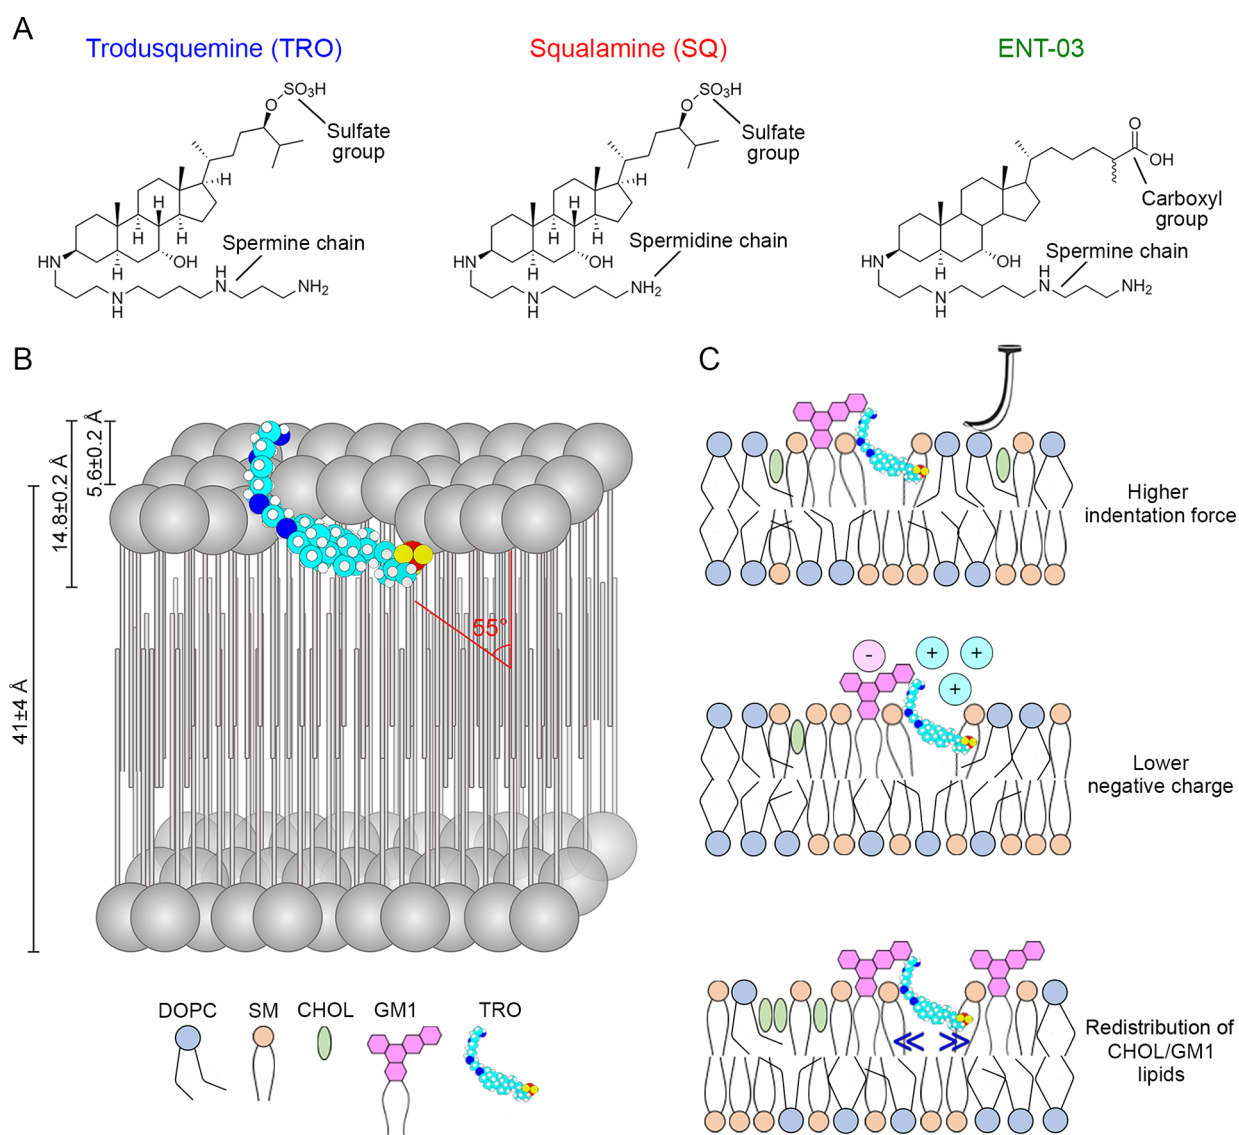 A
Trodusquemine (TRO)
Squalamine (SQ)
ENT-03
SO₃H
O
Sulfate
group
H
H
H
H
H
HN
OH
Spermine chain
N
H
H
N
NH₂
SO₃H
O
Sulfate
group
H
H
H
H
H
HN
OH
Spermidine chain
N
H
NH₂
O
OH
Carboxyl
group
H
HN
OH
Spermine chain
N
H
H
N
NH₂
B
5.6±0.2 Å
14.8±0.2 Å
41±4 Å
55°
DOPC
SM
CHOL
GM1
TRO
C
Higher
indentation force
-
+
+
+
Lower
negative charge
Redistribution of
CHOL/GM1
lipids